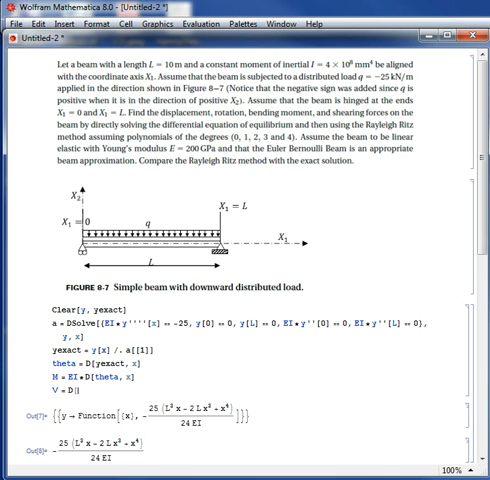 Wolfram Mathematica 8.0 - [Untitled-2 *]
File Edit Insert Format Cell Graphics Evaluation Palettes Window Help
Untitled-2 *
Let a beam with a length L = 10 m and a constant moment of inertial I = 4 × 10⁸ mm⁴ be aligned
with the coordinate axis X₁. Assume that the beam is subjected to a distributed load q = −25 kN/m
applied in the direction shown in Figure 8–7 (Notice that the negative sign was added since q is
positive when it is in the direction of positive X₂). Assume that the beam is hinged at the ends
X₁ = 0 and X₁ = L. Find the displacement, rotation, bending moment, and shearing forces on the
beam by directly solving the differential equation of equilibrium and then using the Rayleigh Ritz
method assuming polynomials of the degrees (0, 1, 2, 3 and 4). Assume the beam to be linear
elastic with Young's modulus E = 200 GPa and that the Euler Bernoulli Beam is an appropriate
beam approximation. Compare the Rayleigh Ritz method with the exact solution.
X₂
X₁ = 0
q
X₁ = L
X₁
L
FIGURE 8-7 Simple beam with downward distributed load.
Clear[y, yexact]
a = DSolve[{EI * y''''[x] == -25, y[0] == 0, y[L] == 0, EI * y''[0] == 0, EI * y''[L] == 0},
y, x]
yexact = y[x] /. a[[1]]
theta = D[yexact, x]
M = EI * D[theta, x]
V = D[
Out[7]= {{y → Function[{x}, - 25 (L³ x - 2 L x³ + x⁴) / 24 EI ]}}
Out[8]= - 25 (L³ x - 2 L x³ + x⁴) / 24 EI
100%